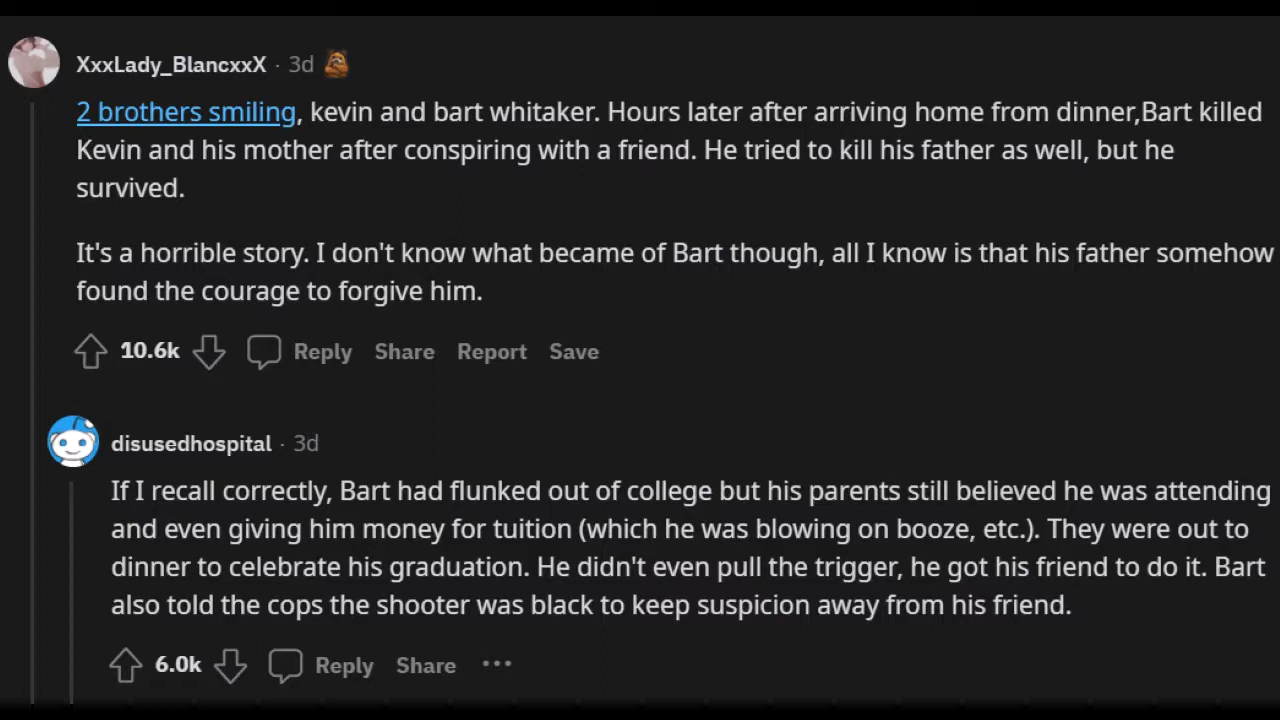 XxxLady_BlancxxX · 3d
2 brothers smiling, kevin and bart whitaker. Hours later after arriving home from dinner,Bart killed
Kevin and his mother after conspiring with a friend. He tried to kill his father as well, but he
survived.
It's a horrible story. I don't know what became of Bart though, all I know is that his father somehow
found the courage to forgive him.
10.6k Reply Share Report Save
disusedhospital · 3d
If I recall correctly, Bart had flunked out of college but his parents still believed he was attending
and even giving him money for tuition (which he was blowing on booze, etc.). They were out to
dinner to celebrate his graduation. He didn't even pull the trigger, he got his friend to do it. Bart
also told the cops the shooter was black to keep suspicion away from his friend.
6.0k Reply Share ···